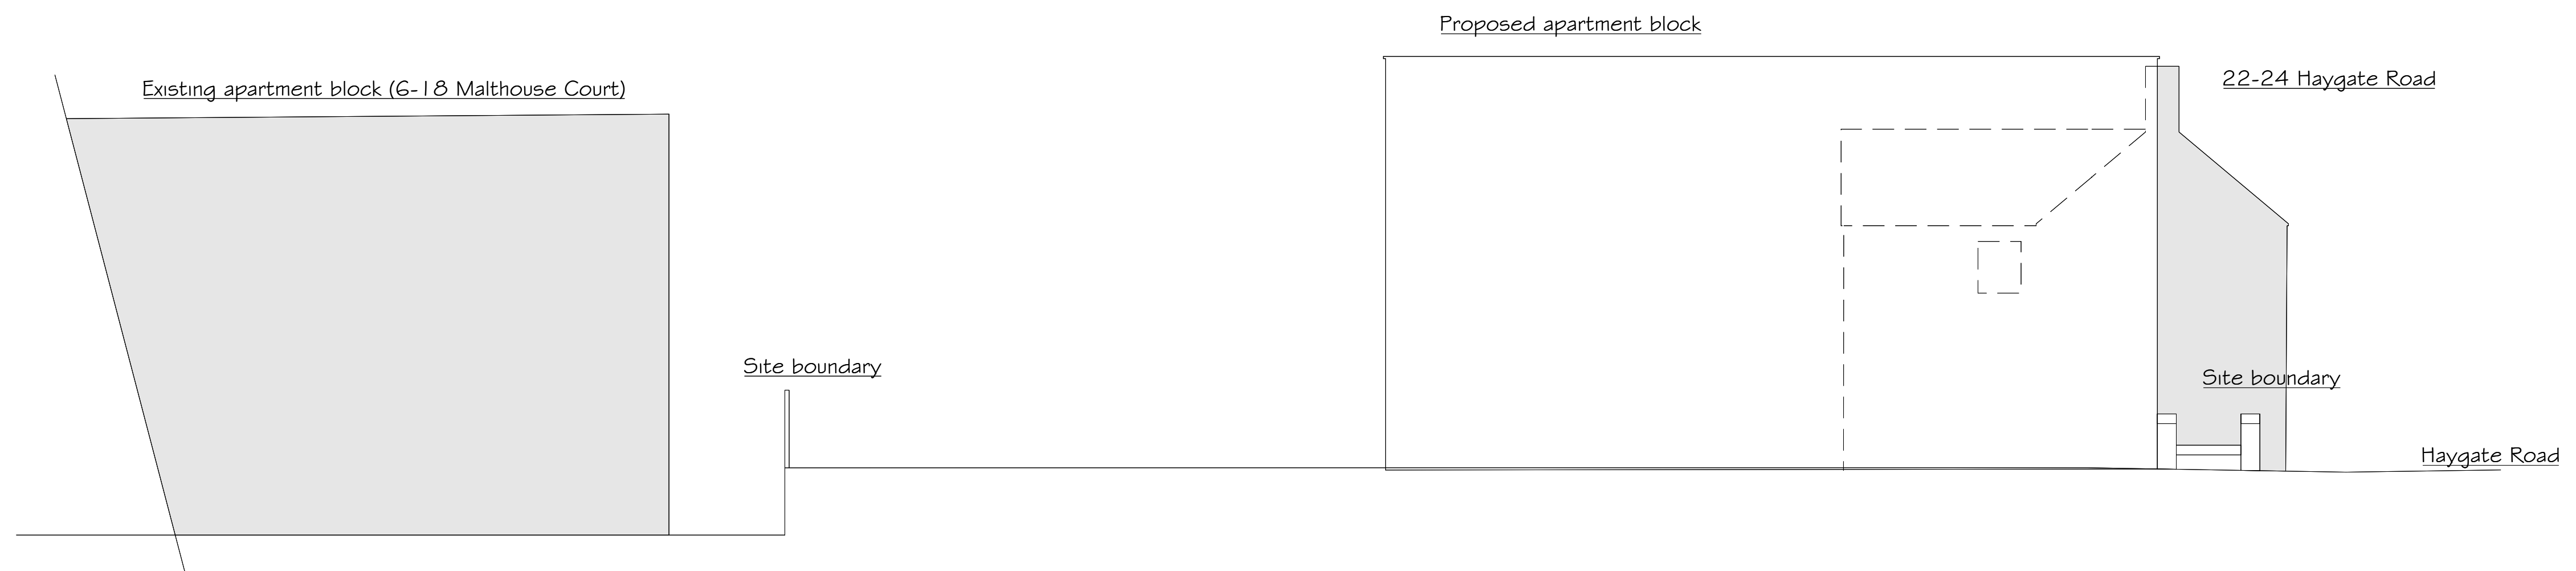 Proposed apartment block
22-24 Haygate Road
Existing apartment block (6-18 Malthouse Court)
Site boundary
Site boundary
Haygate Road